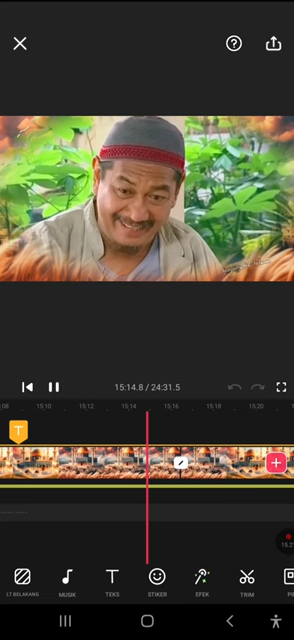 15:14.8 / 24:31.5
:08 15:10 15:12 15:14 15:16 15:18 15:20
T
LT BELAKANG MUSIK TEKS STIKER EFEK TRIM